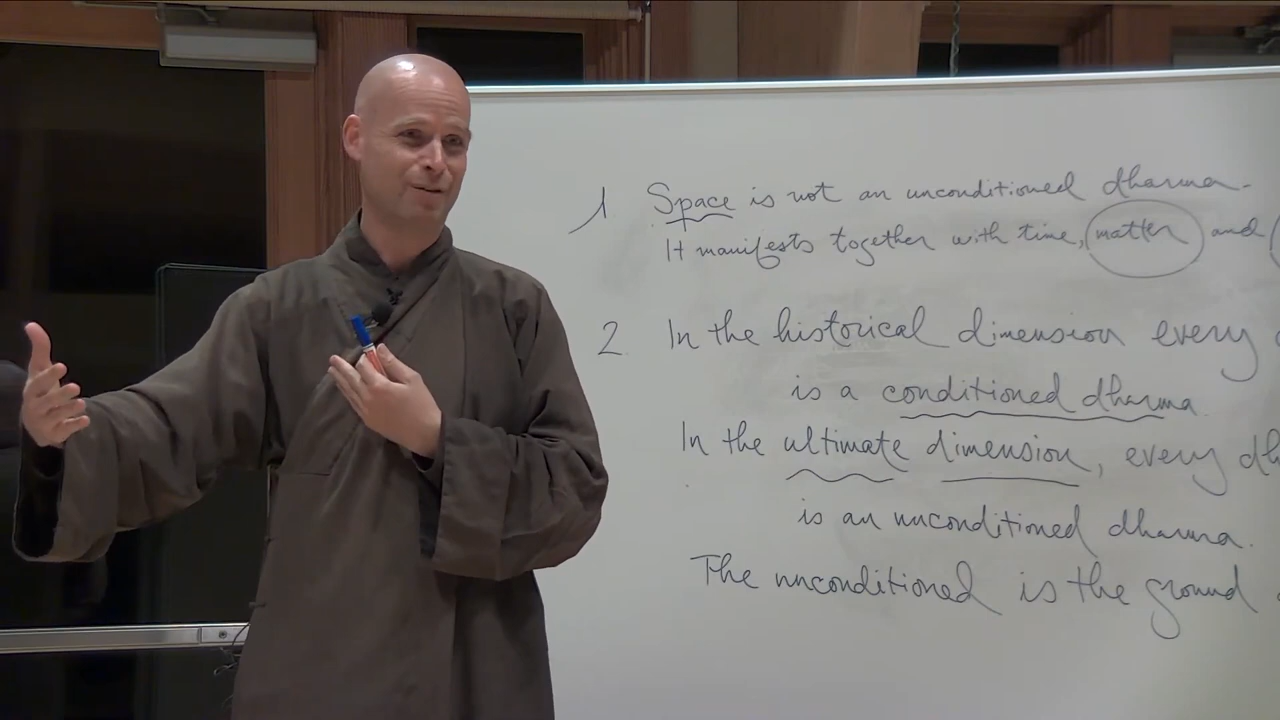 1 Space is not an unconditioned dharma.
It manifests together with time, matter and
2. In the historical dimension every
is a conditioned dharma.
In the ultimate dimension, every dh
is an unconditioned dharma.
The unconditioned is the ground